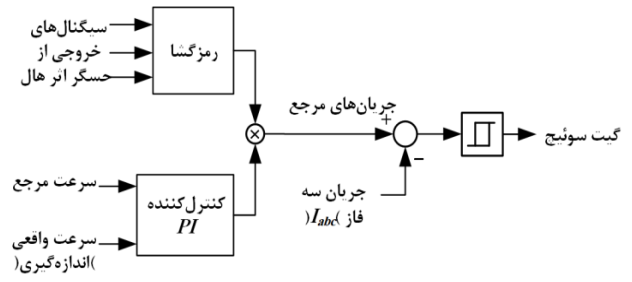 سیگنال‌های
خروجی از
حسگر اثر هال
رمزگشا
جریان‌های مرجع
+
×
−
گیت سوئیچ
سرعت مرجع
سرعت واقعی
)اندازه‌گیری(
کنترل‌کننده
PI
جریان سه
فاز )Iabc(